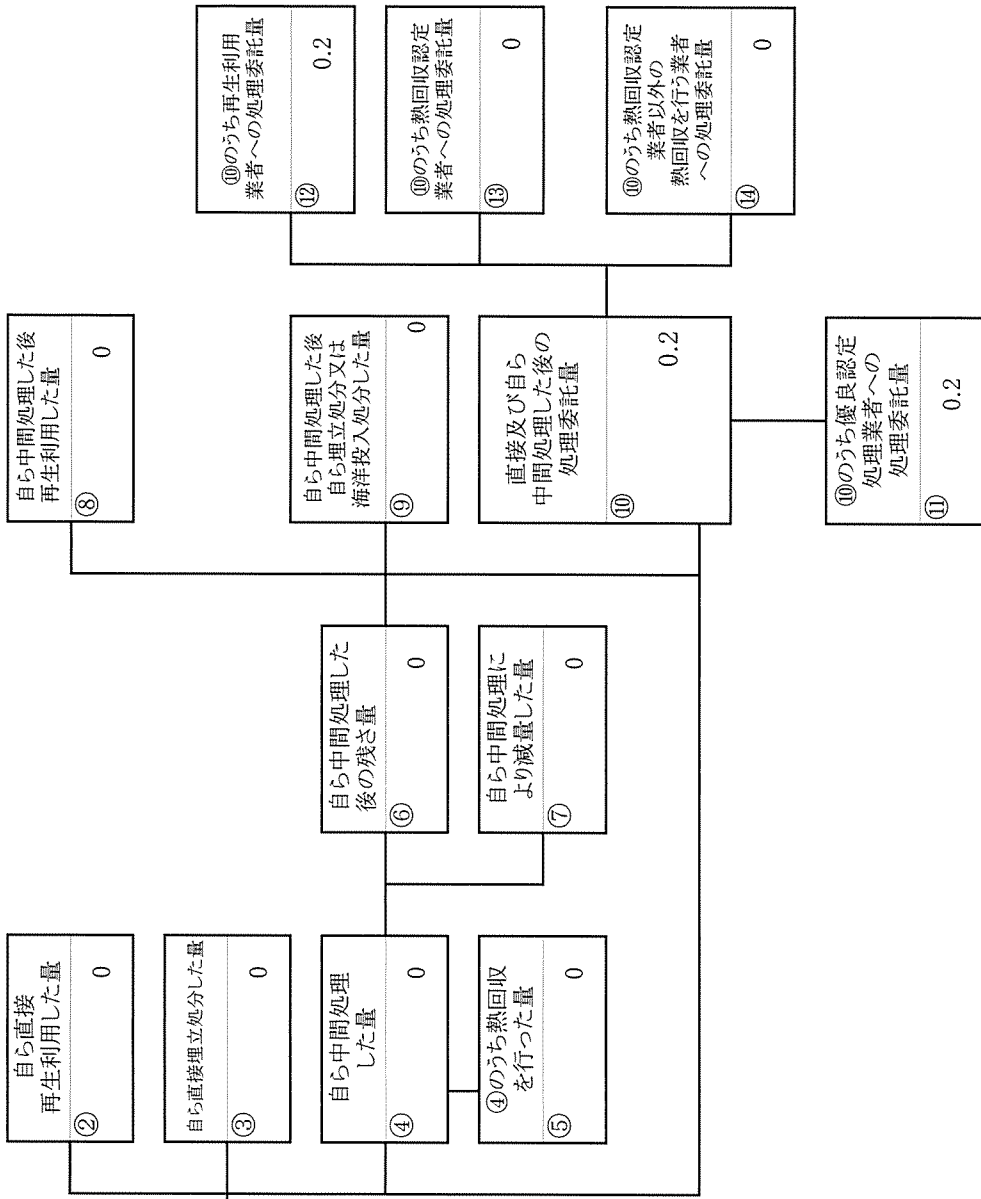 自ら直接
再生利用した量
②
0
自ら直接埋立処分した量
③
0
自ら中間処理
した量
④
0
④のうち熱回収
を行った量
⑤
0
自ら中間処理した
後の残さ量
⑥
0
自ら中間処理に
より減量した量
⑦
0
自ら中間処理した後
再生利用した量
⑧
0
自ら中間処理した後
自ら埋立処分又は
海洋投入処分した量
⑨
0
直接及び自ら
中間処理した後の
処理委託量
⑩
0.2
⑩のうち優良認定
処理業者への
処理委託量
⑪
0.2
⑩のうち再生利用
業者への処理委託量
⑫
0.2
⑩のうち熱回収認定
業者への処理委託量
⑬
0
⑩のうち熱回収認定
業者以外の
熱回収を行う業者
への処理委託量
⑭
0